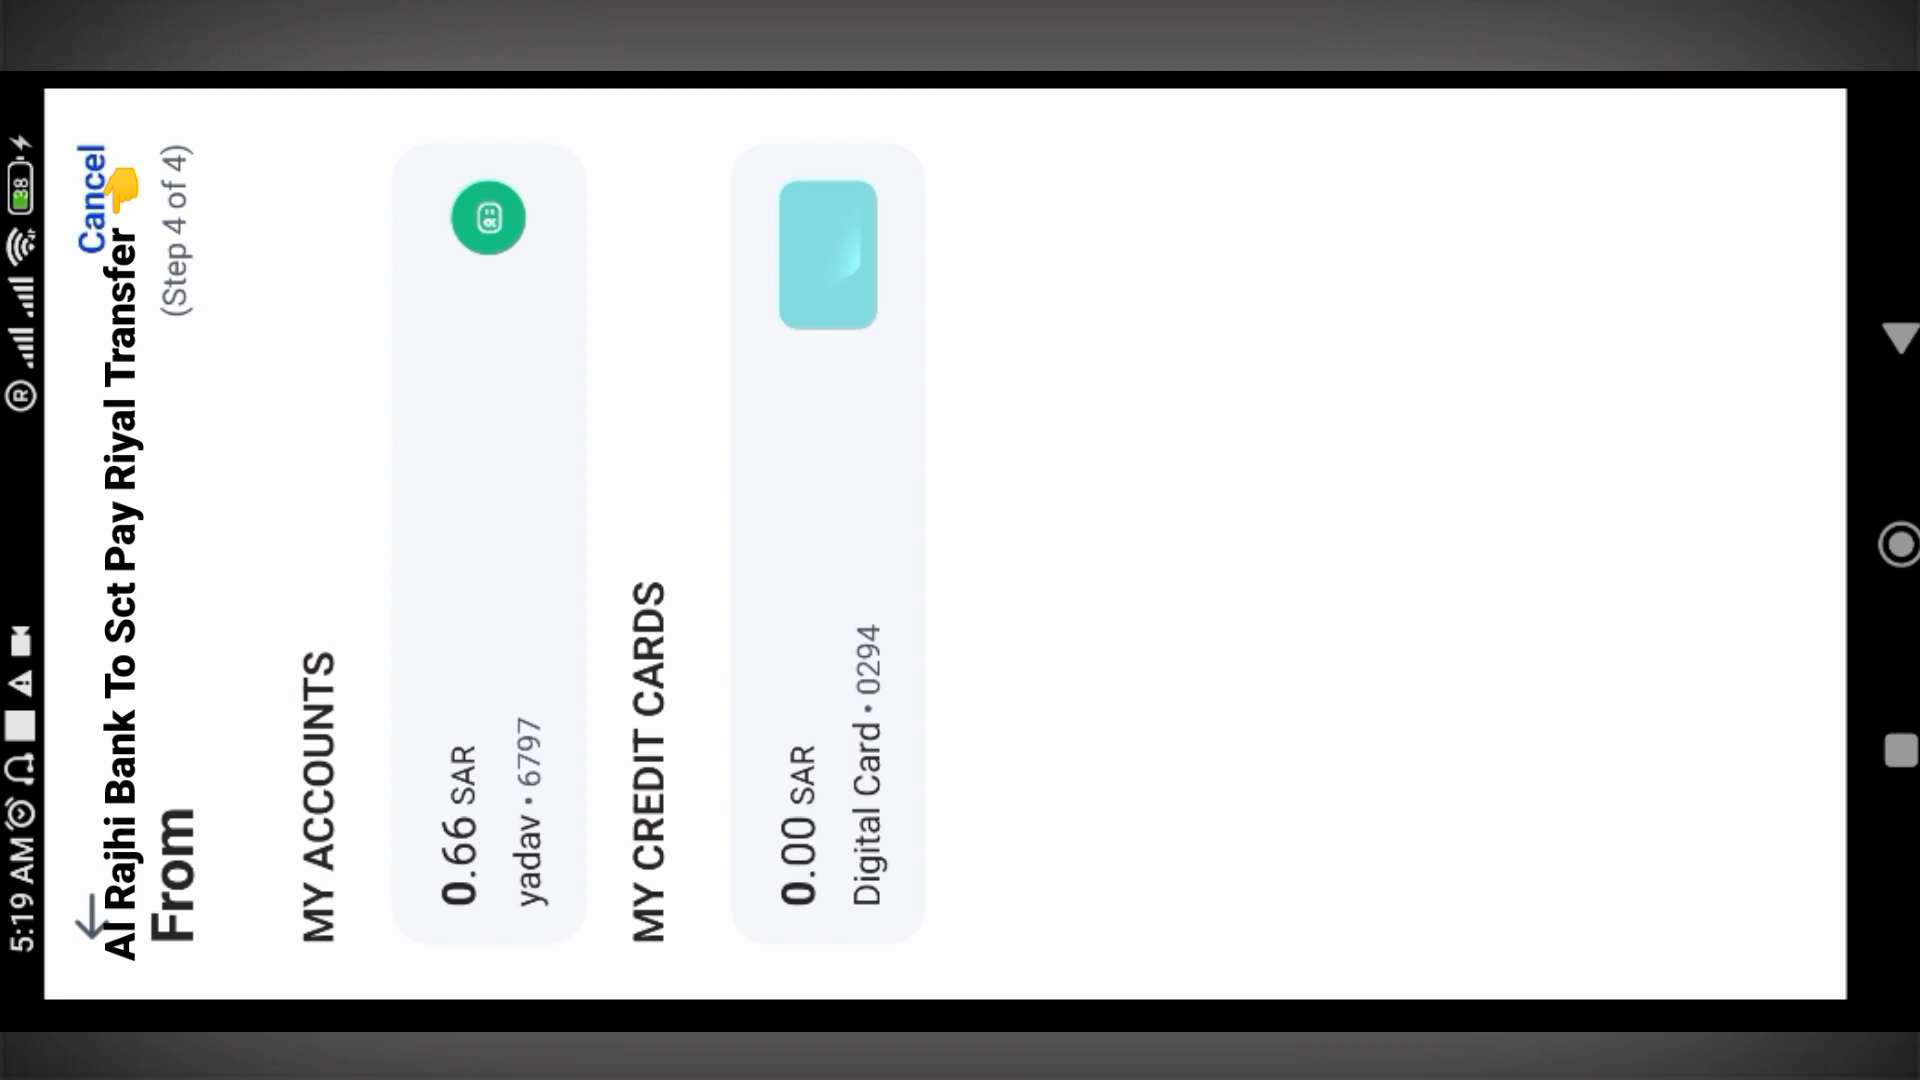 5:19 AM
38
Cancel
Al Rajhi Bank To Sct Pay Riyal Transfer
From
(Step 4 of 4)
MY ACCOUNTS
0.66 SAR
yadav • 6797
MY CREDIT CARDS
0.00 SAR
Digital Card • 0294